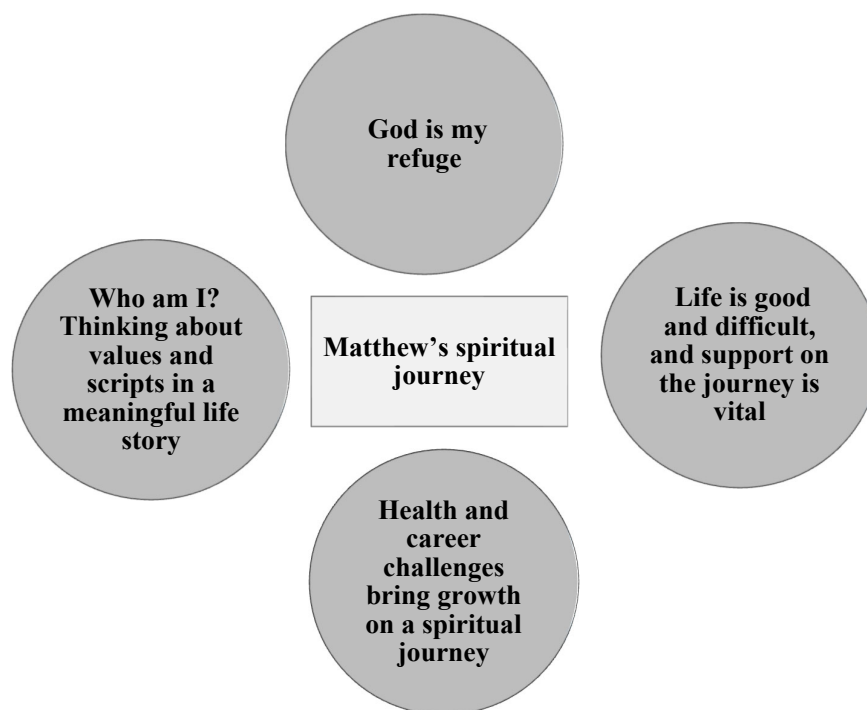 God is my
refuge
Who am I?
Thinking about
values and
scripts in a
meaningful life
story
Matthew’s spiritual
journey
Life is good
and difficult,
and support on
the journey is
vital
Health and
career
challenges
bring growth
on a spiritual
journey